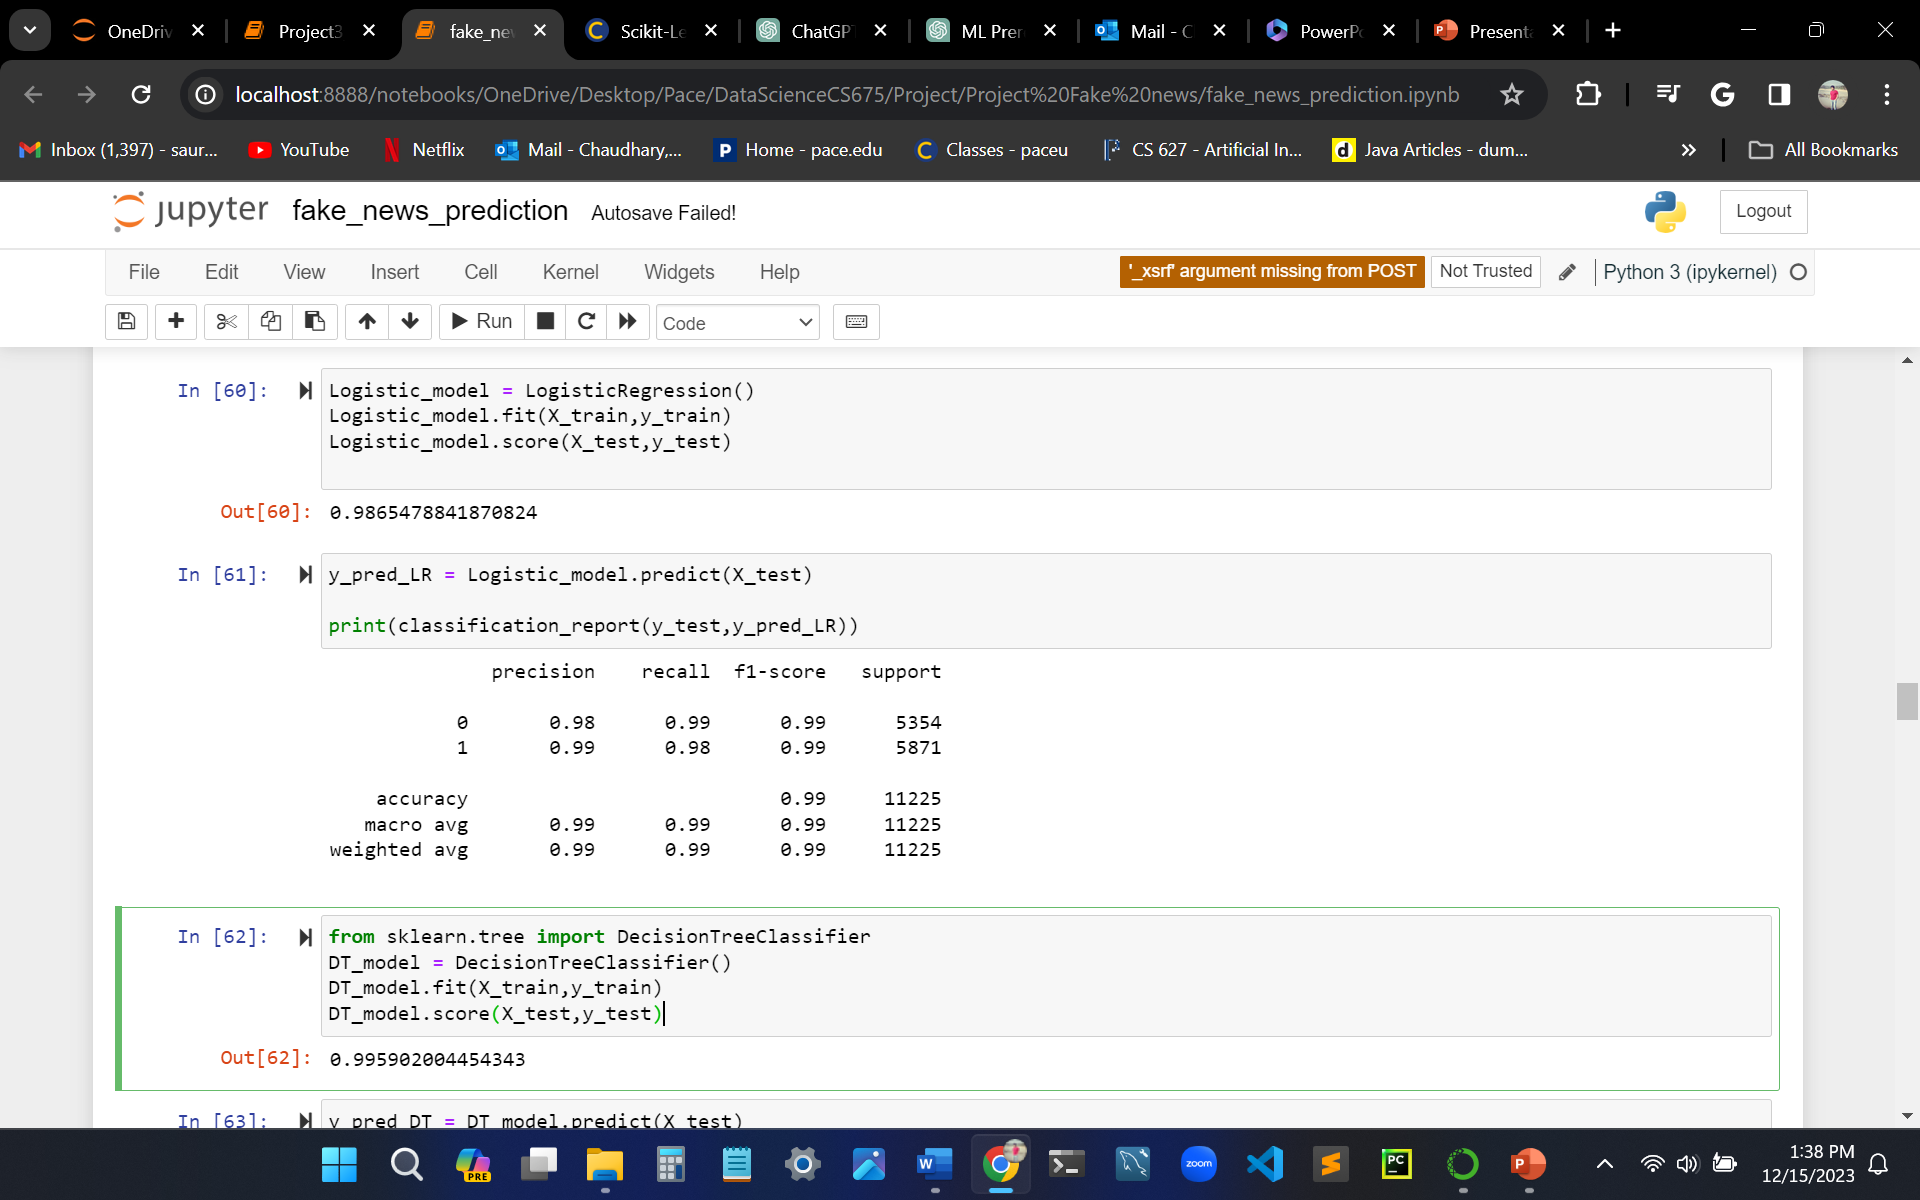 OneDriv
Project3
fake_ne
Scikit-Le
ChatGP
ML Pre
Mail - C
PowerP
Presenta
localhost:8888/notebooks/OneDrive/Desktop/Pace/DataScienceCS675/Project/Project%20Fake%20news/fake_news_prediction.ipynb
Inbox (1,397) - saur...
YouTube
Netflix
Mail - Chaudhary,...
Home - pace.edu
Classes - paceu
CS 627 - Artificial In...
Java Articles - dum...
All Bookmarks
jupyter fake_news_prediction Autosave Failed!
Logout
File Edit View Insert Cell Kernel Widgets Help
'_xsrf' argument missing from POST
Not Trusted
Python 3 (ipykernel)
Run
Code
In [60]: Logistic_model = LogisticRegression()
Logistic_model.fit(X_train,y_train)
Logistic_model.score(X_test,y_test)
Out[60]: 0.9865478841870824
In [61]: y_pred_LR = Logistic_model.predict(X_test)
print(classification_report(y_test,y_pred_LR))
precision recall f1-score support
0 0.98 0.99 0.99 5354
1 0.99 0.98 0.99 5871
accuracy 0.99 11225
macro avg 0.99 0.99 0.99 11225
weighted avg 0.99 0.99 0.99 11225
In [62]: from sklearn.tree import DecisionTreeClassifier
DT_model = DecisionTreeClassifier()
DT_model.fit(X_train,y_train)
DT_model.score(X_test,y_test)
Out[62]: 0.995902004454343
In [63]: y_pred_DT = DT_model.predict(X_test)
PRE
zoom
PC
1:38 PM
12/15/2023